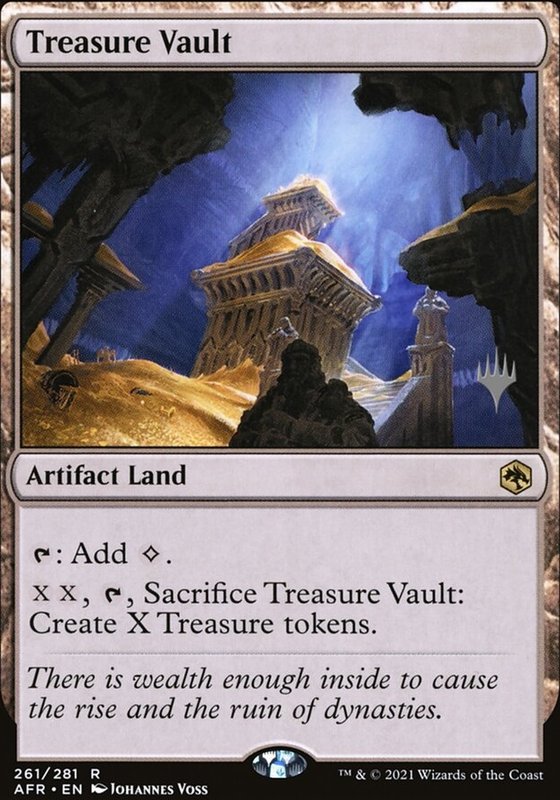 Treasure Vault
Artifact Land
: Add .
X X, , Sacrifice Treasure Vault:
Create X Treasure tokens.
There is wealth enough inside to cause
the rise and the ruin of dynasties.
261/281 R
AFR • EN Johannes Voss
™ & © 2021 Wizards of the Coast